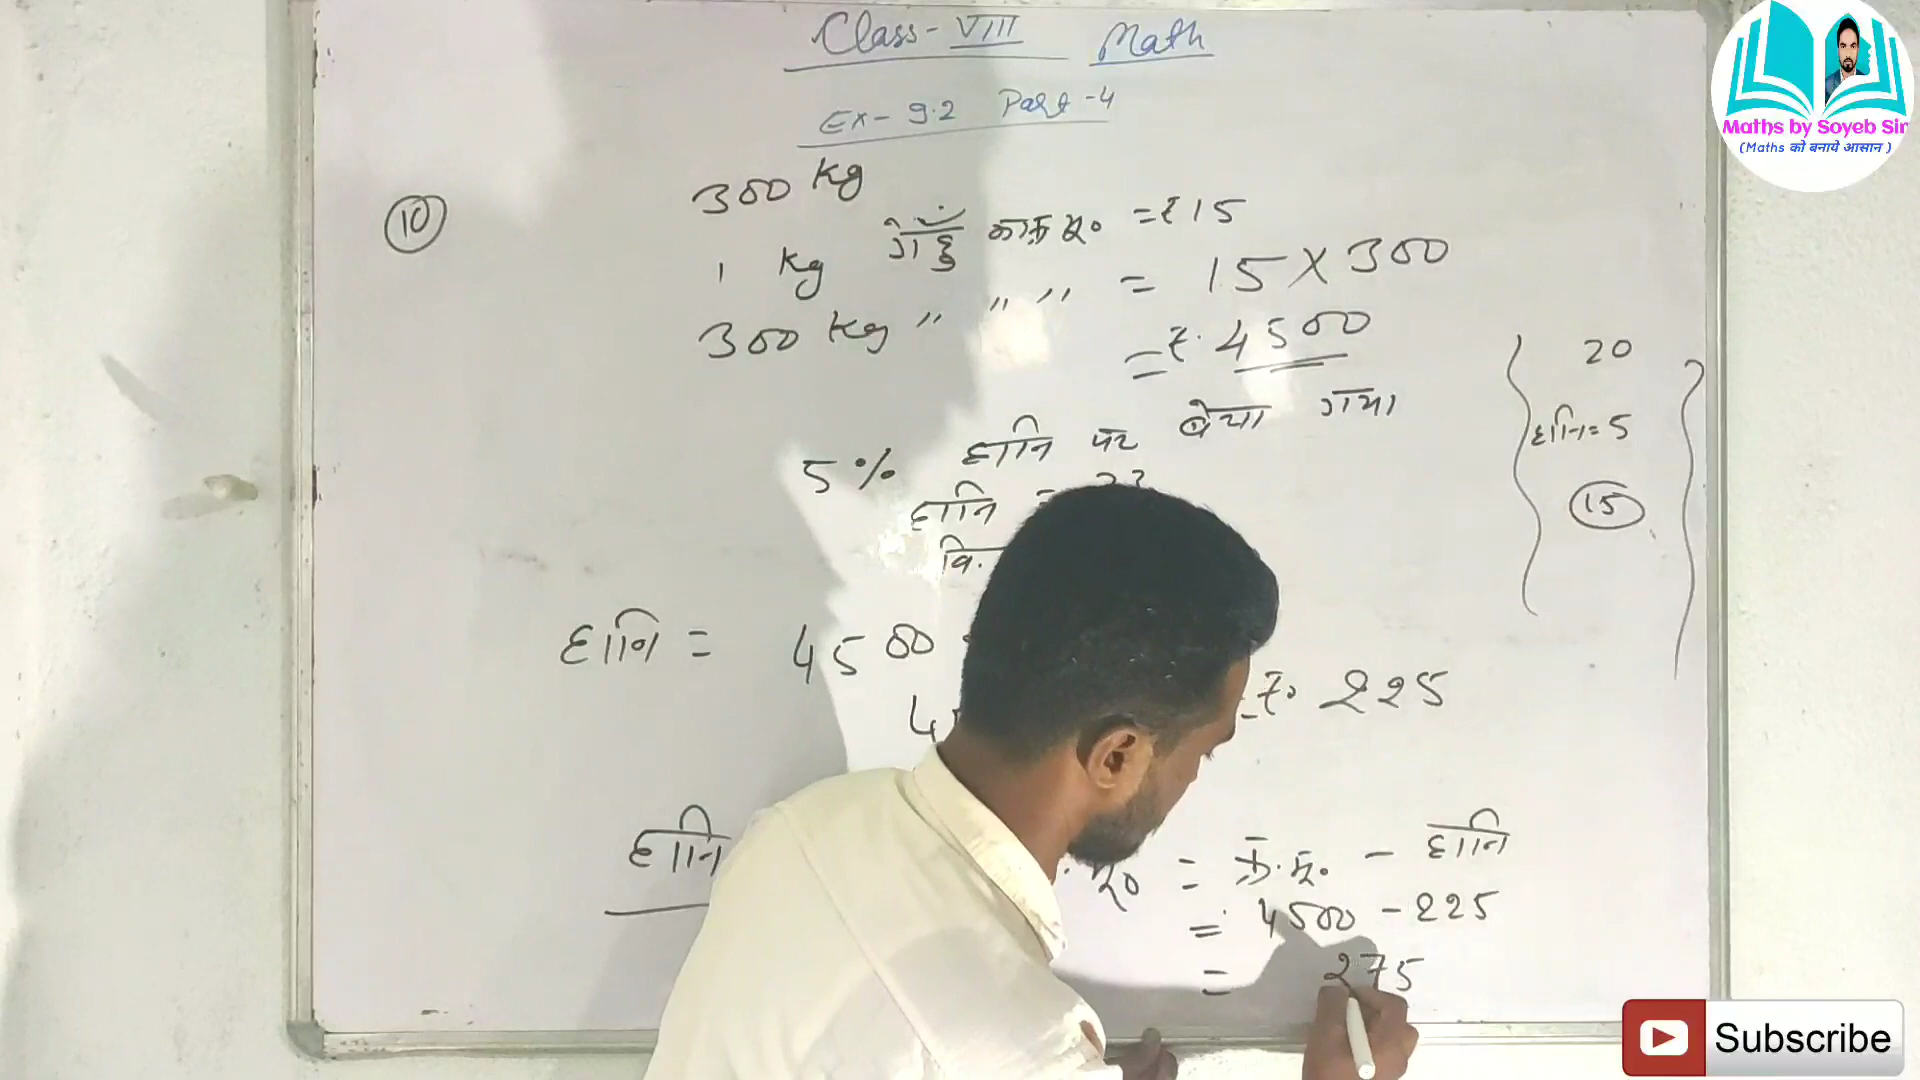 Class - VIII Math
Ex - 9.2 Part - 4
(10)
300 kg
1 kg गेहूँ का क्र मू० = ₹ 15
300 kg " " " = 15 × 300
= ₹. 4500
5 % हानि पर बेचा गया
हानि =
वि.
हानि = 4500
= ₹. 225
हानि
मू० = क्र.मू. - हानि
= 4500 - 225
= 275
20
हानि = 5
15
Maths by Soyeb Sir
(Maths को बनाये आसान)
Subscribe